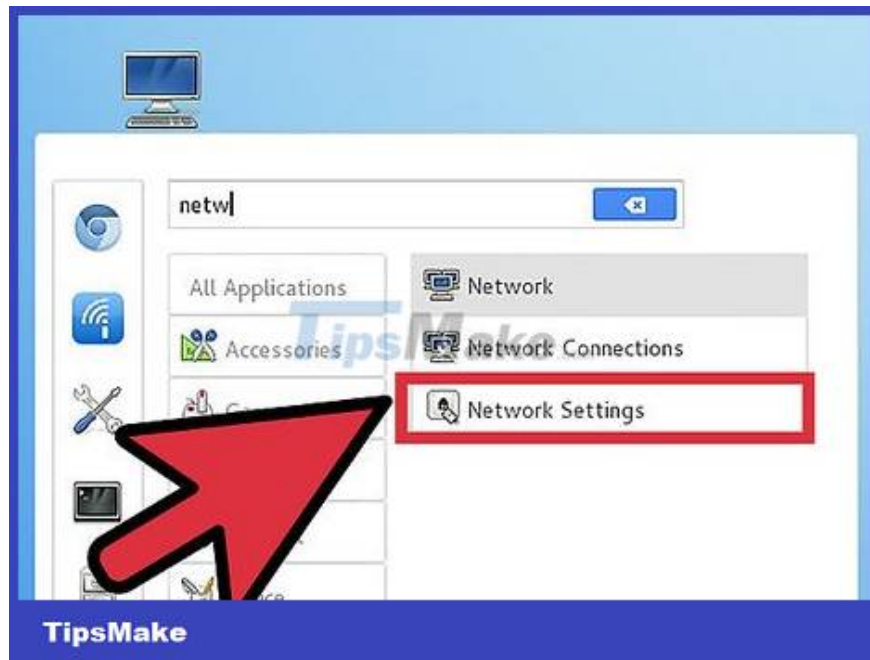 netw
All Applications
Network
TipsMake
Accessories
Network Connections
Network Settings
TipsMake